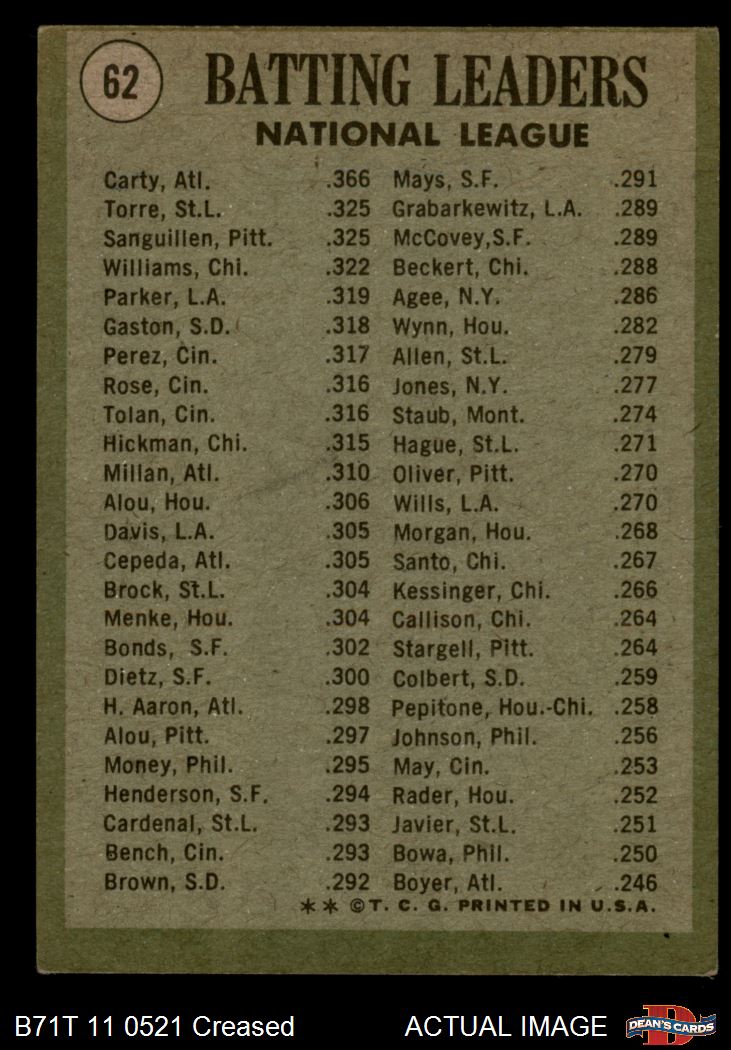 62
BATTING LEADERS
NATIONAL LEAGUE
Carty, Atl. .366
Torre, St.L. .325
Sanguillen, Pitt. .325
Williams, Chi. .322
Parker, L.A. .319
Gaston, S.D. .318
Perez, Cin. .317
Rose, Cin. .316
Tolan, Cin. .316
Hickman, Chi. .315
Millan, Atl. .310
Alou, Hou. .306
Davis, L.A. .305
Cepeda, Atl. .305
Brock, St.L. .304
Menke, Hou. .304
Bonds, S.F. .302
Dietz, S.F. .300
H. Aaron, Atl. .298
Alou, Pitt. .297
Money, Phil. .295
Henderson, S.F. .294
Cardenal, St.L. .293
Bench, Cin. .293
Brown, S.D. .292
Mays, S.F. .291
Grabarkewitz, L.A. .289
McCovey,S.F. .289
Beckert, Chi. .288
Agee, N.Y. .286
Wynn, Hou. .282
Allen, St.L. .279
Jones, N.Y. .277
Staub, Mont. .274
Hague, St.L. .271
Oliver, Pitt. .270
Wills, L.A. .270
Morgan, Hou. .268
Santo, Chi. .267
Kessinger, Chi. .266
Callison, Chi. .264
Stargell, Pitt. .264
Colbert, S.D. .259
Pepitone, Hou.-Chi. .258
Johnson, Phil. .256
May, Cin. .253
Rader, Hou. .252
Javier, St.L. .251
Bowa, Phil. .250
Boyer, Atl. .246
** ©T. C. G. PRINTED IN U.S.A.
B71T 11 0521 Creased
ACTUAL IMAGE
DEAN'S CARDS